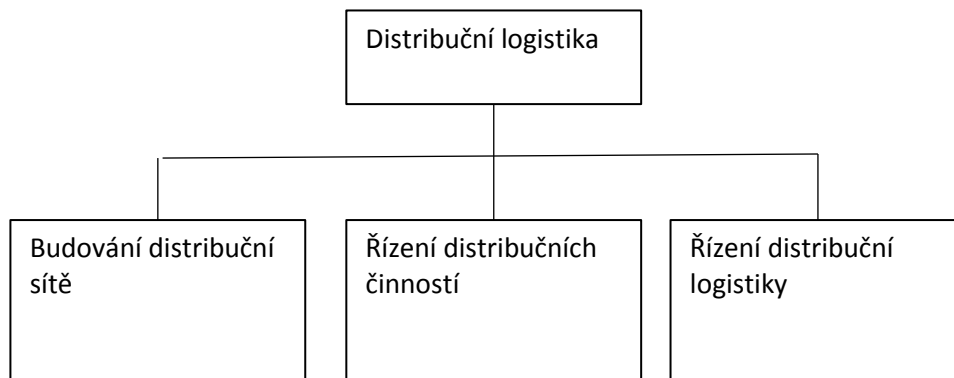 Distribuční logistika
Budování distribuční
sítě
Řízení distribučních
činností
Řízení distribuční
logistiky